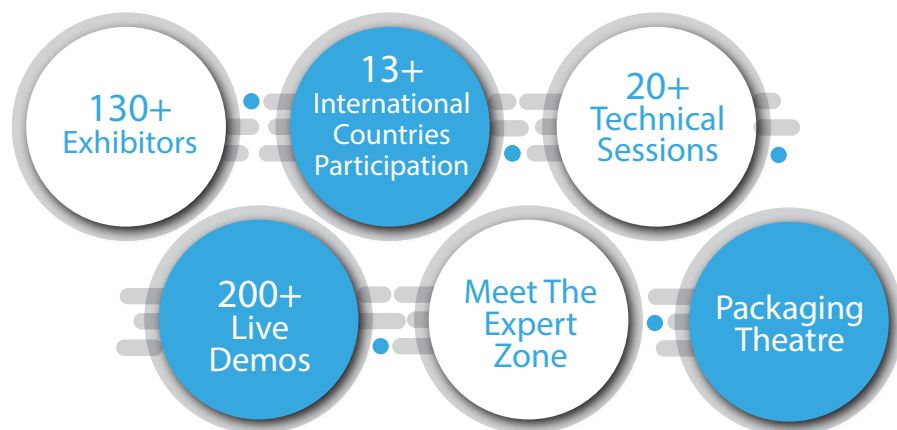 130+
Exhibitors
13+
International
Countries
Participation
20+
Technical
Sessions
200+
Live
Demos
Meet The
Expert
Zone
Packaging
Theatre